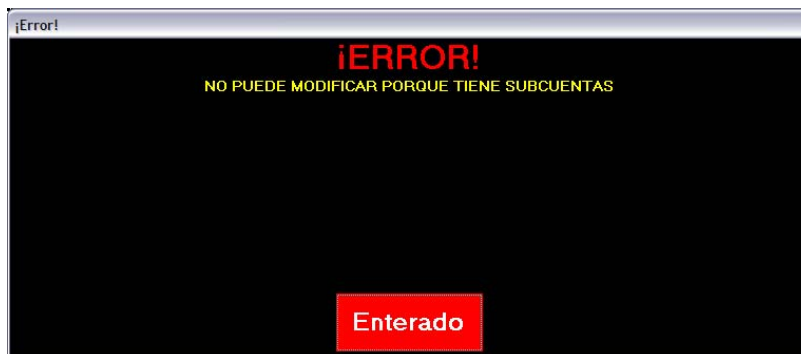 ¡Error!
¡ERROR!
NO PUEDE MODIFICAR PORQUE TIENE SUBCUENTAS
Enterado